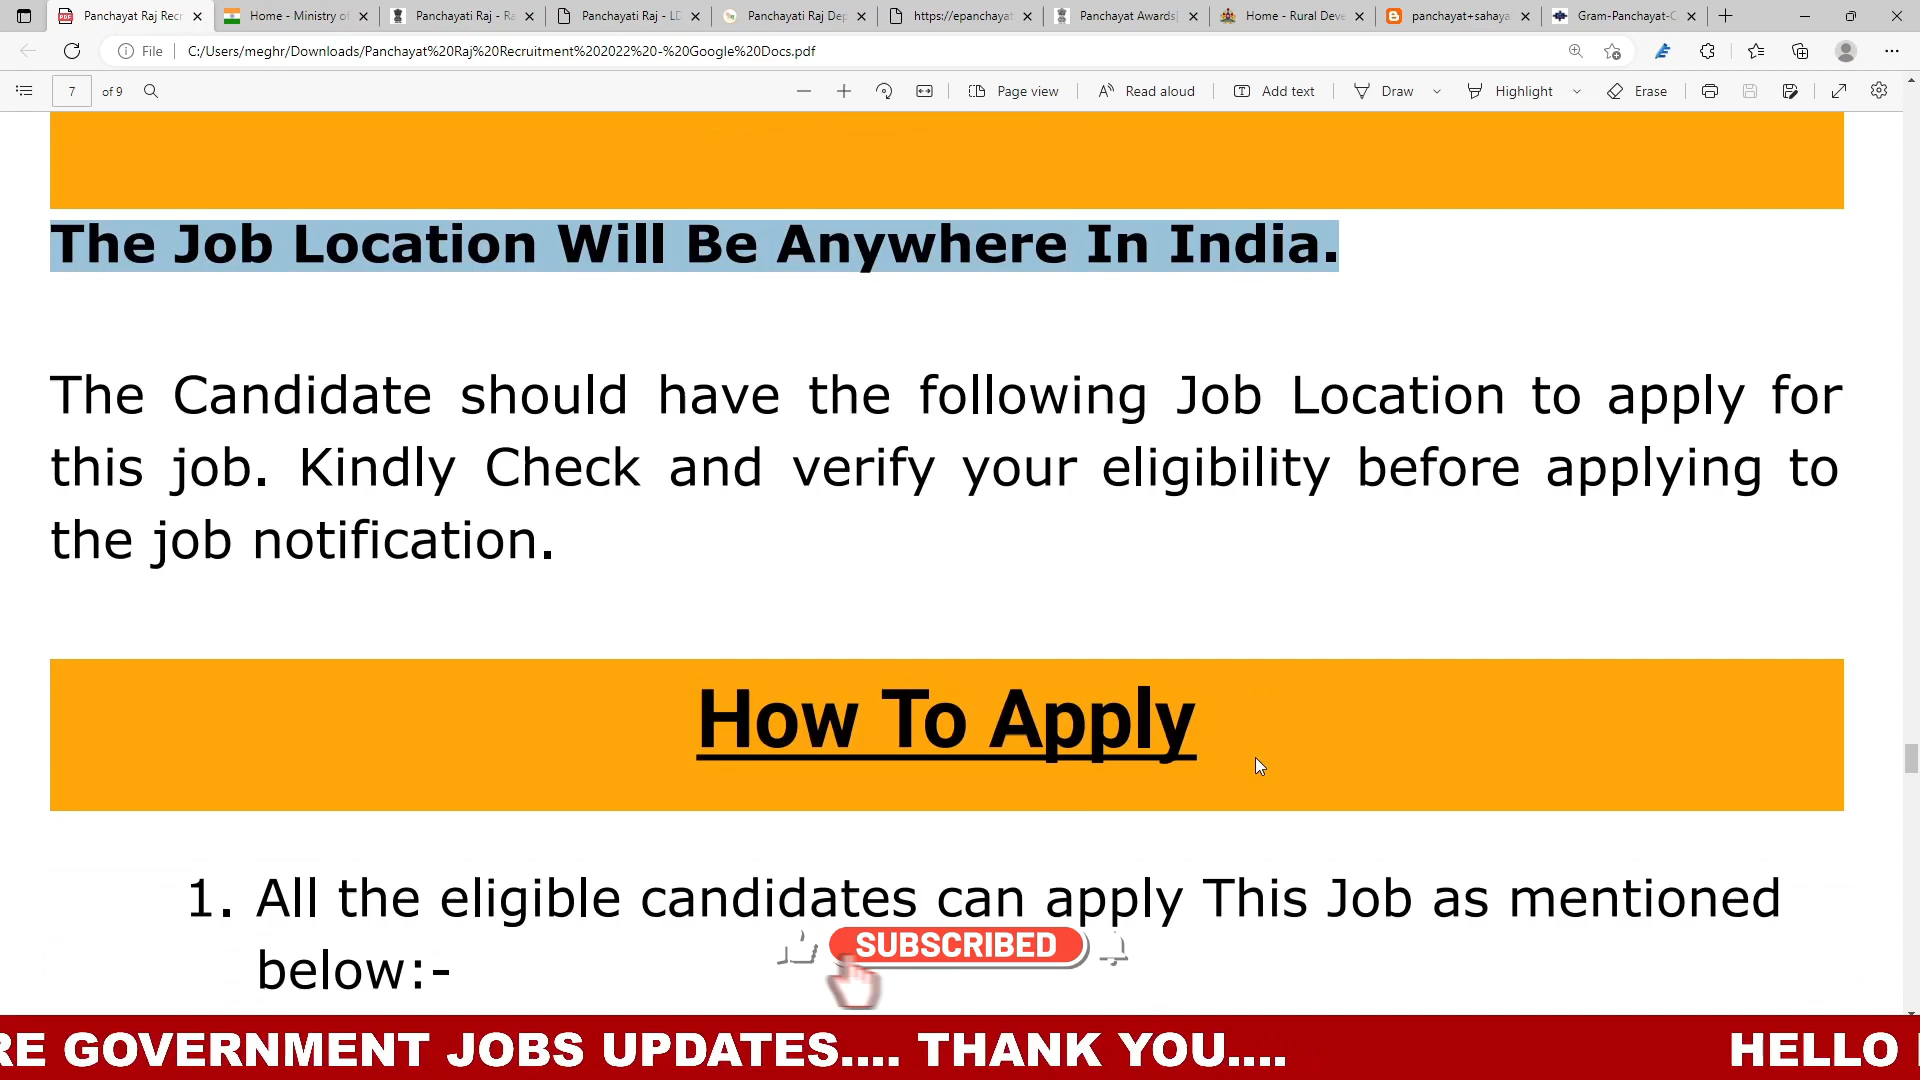 Panchayat Raj Recr
Home - Ministry of
Panchayati Raj - Ra
Panchayati Raj - LD
Panchayati Raj Dep
https://epanchayat
Panchayat Awards|
Home - Rural Deve
panchayat+sahaya
Gram-Panchayat-C
File
C:/Users/meghr/Downloads/Panchayat%20Raj%20Recruitment%202022%20-%20Google%20Docs.pdf
7 of 9
Page view
Read aloud
Add text
Draw
Highlight
Erase
The Job Location Will Be Anywhere In India.
The Candidate should have the following Job Location to apply for
this job. Kindly Check and verify your eligibility before applying to
the job notification.
How To Apply
1. All the eligible candidates can apply This Job as mentioned
below:-
SUBSCRIBED
RE GOVERNMENT JOBS UPDATES.... THANK YOU.... HELLO